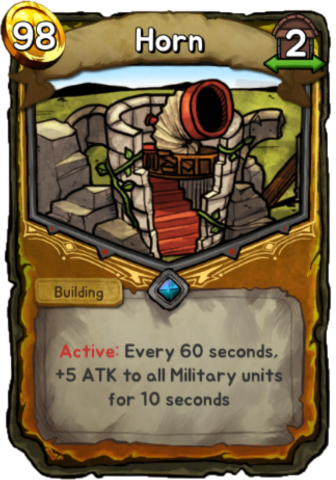 98
Horn
2
Building
Active: Every 60 seconds,
+5 ATK to all Military units
for 10 seconds